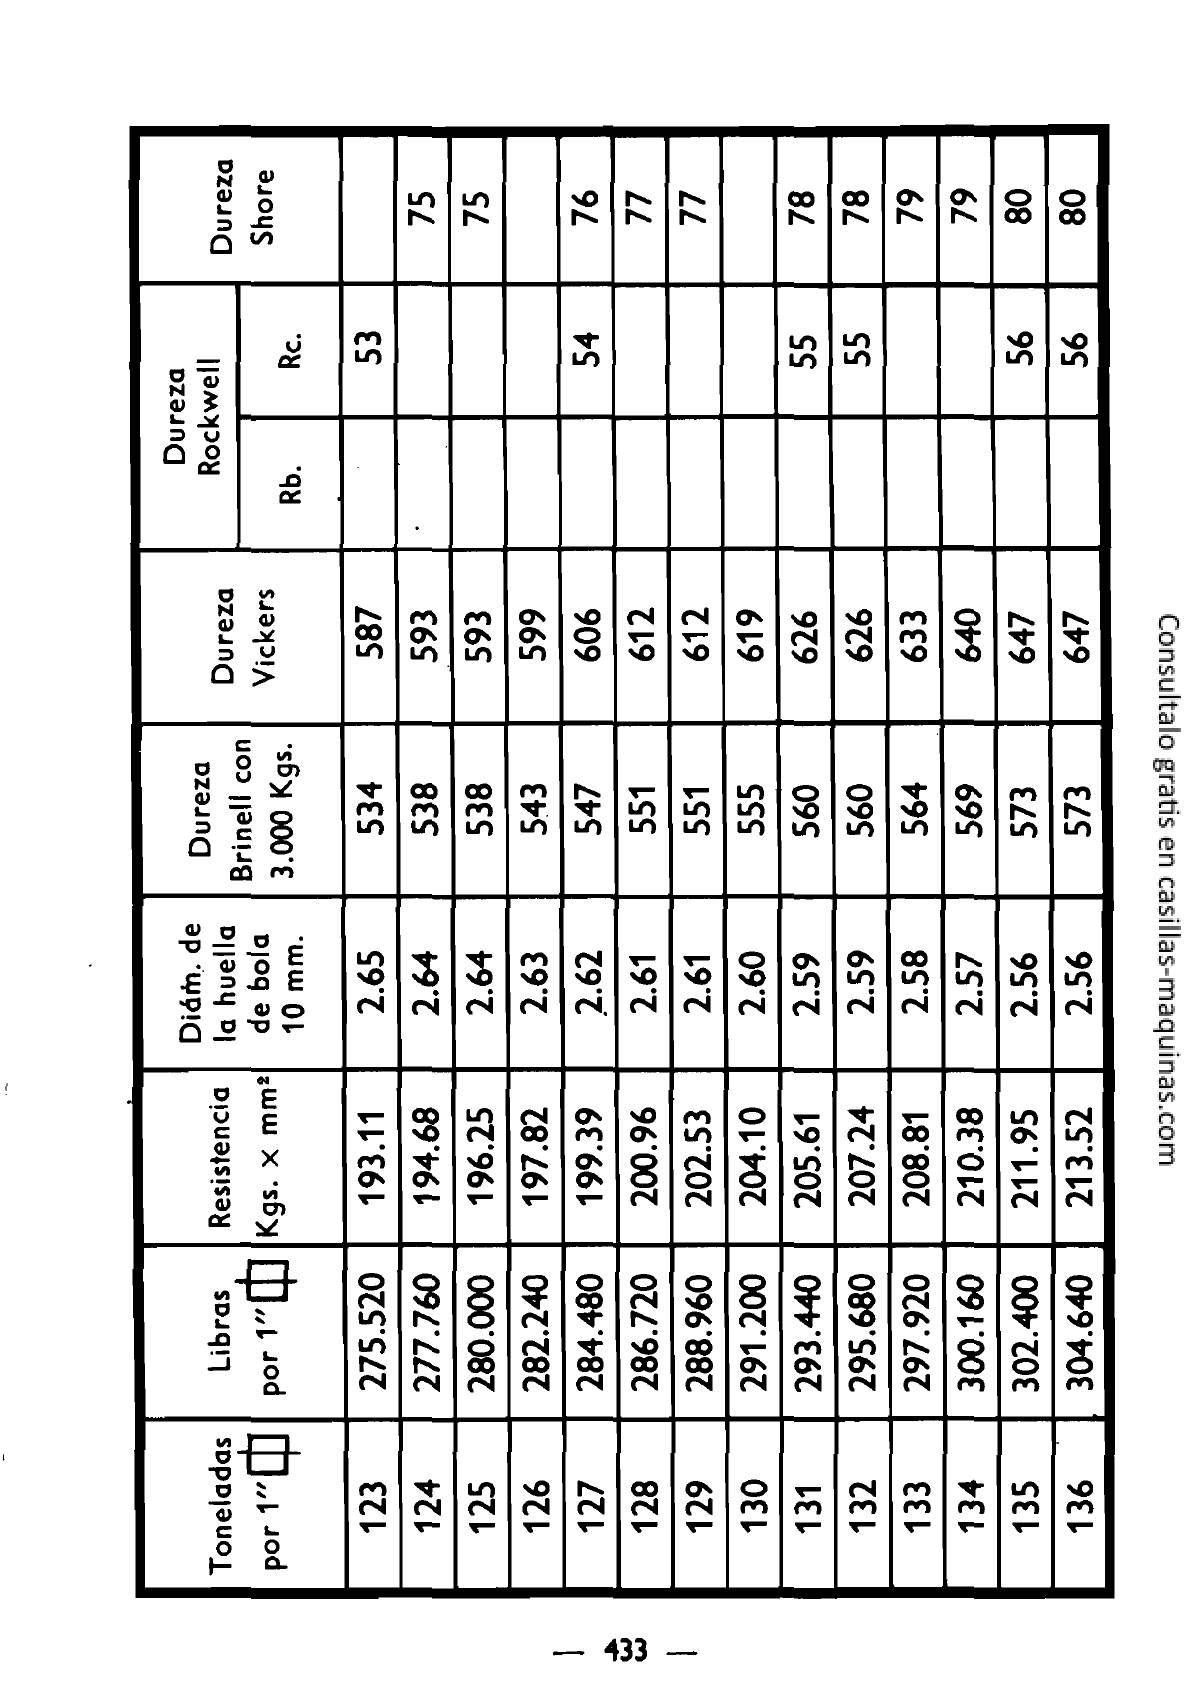 Toneladas por 1" | Libras por 1" | Resistencia Kgs. × mm² | Diám. de la huella de bola 10 mm. | Dureza Brinell con 3.000 Kgs. | Dureza Vickers | Dureza Rockwell | Dureza Shore
Rb. | Rc.
123 | 275.520 | 193.11 | 2.65 | 534 | 587 | | 53 |
124 | 277.760 | 194.68 | 2.64 | 538 | 593 | | | 75
125 | 280.000 | 196.25 | 2.64 | 538 | 593 | | | 75
126 | 282.240 | 197.82 | 2.63 | 543 | 599 | | |
127 | 284.480 | 199.39 | 2.62 | 547 | 606 | | 54 | 76
128 | 286.720 | 200.96 | 2.61 | 551 | 612 | | | 77
129 | 288.960 | 202.53 | 2.61 | 551 | 612 | | | 77
130 | 291.200 | 204.10 | 2.60 | 555 | 619 | | |
131 | 293.440 | 205.61 | 2.59 | 560 | 626 | | 55 | 78
132 | 295.680 | 207.24 | 2.59 | 560 | 626 | | 55 | 78
133 | 297.920 | 208.81 | 2.58 | 564 | 633 | | | 79
134 | 300.160 | 210.38 | 2.57 | 569 | 640 | | | 79
135 | 302.400 | 211.95 | 2.56 | 573 | 647 | | 56 | 80
136 | 304.640 | 213.52 | 2.56 | 573 | 647 | | 56 | 80
— 433 —
Consultalo gratis en casillas-maquinas.com